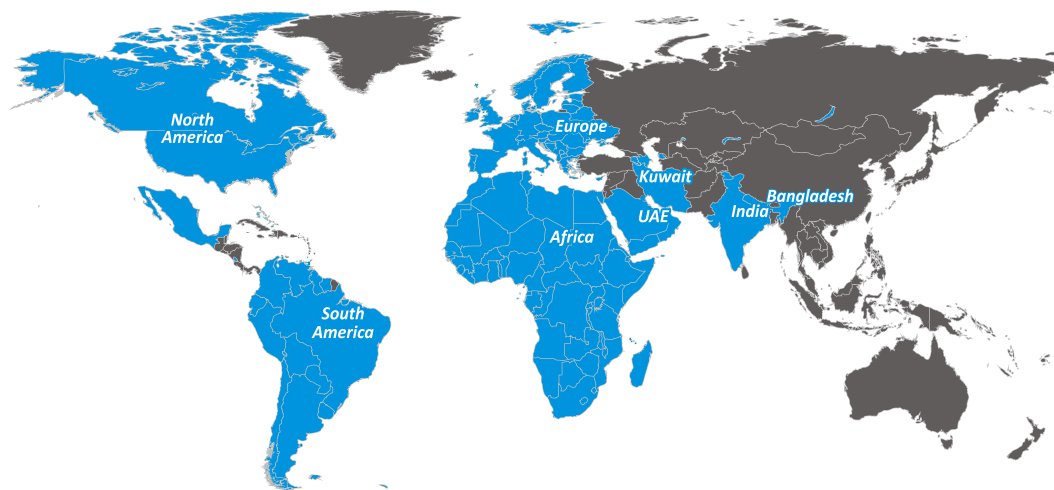 North
America
Europe
Kuwait
Bangladesh
UAE
India
Africa
South
America